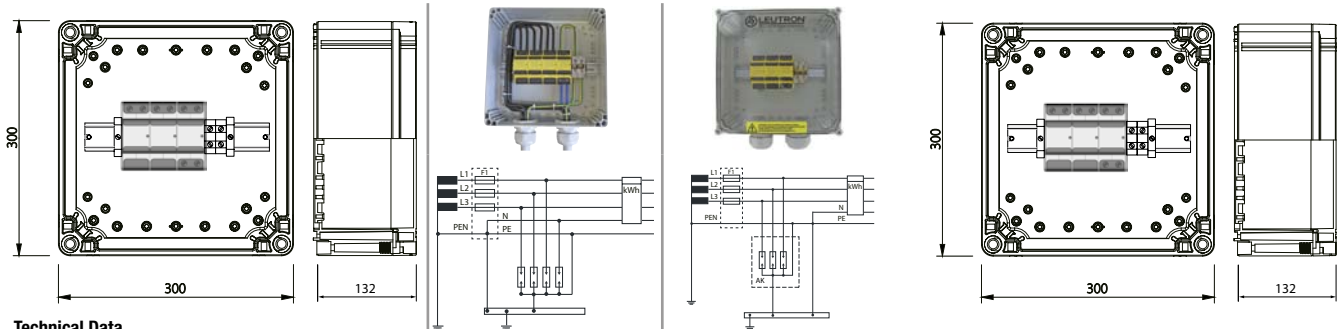 300
300
132
L1
F1
L2
L3
kWh
N
PEN
PE
LEUTRON
L1
F1
L2
L3
kWh
N
PEN
PE
AK
300
300
132
Technical Data